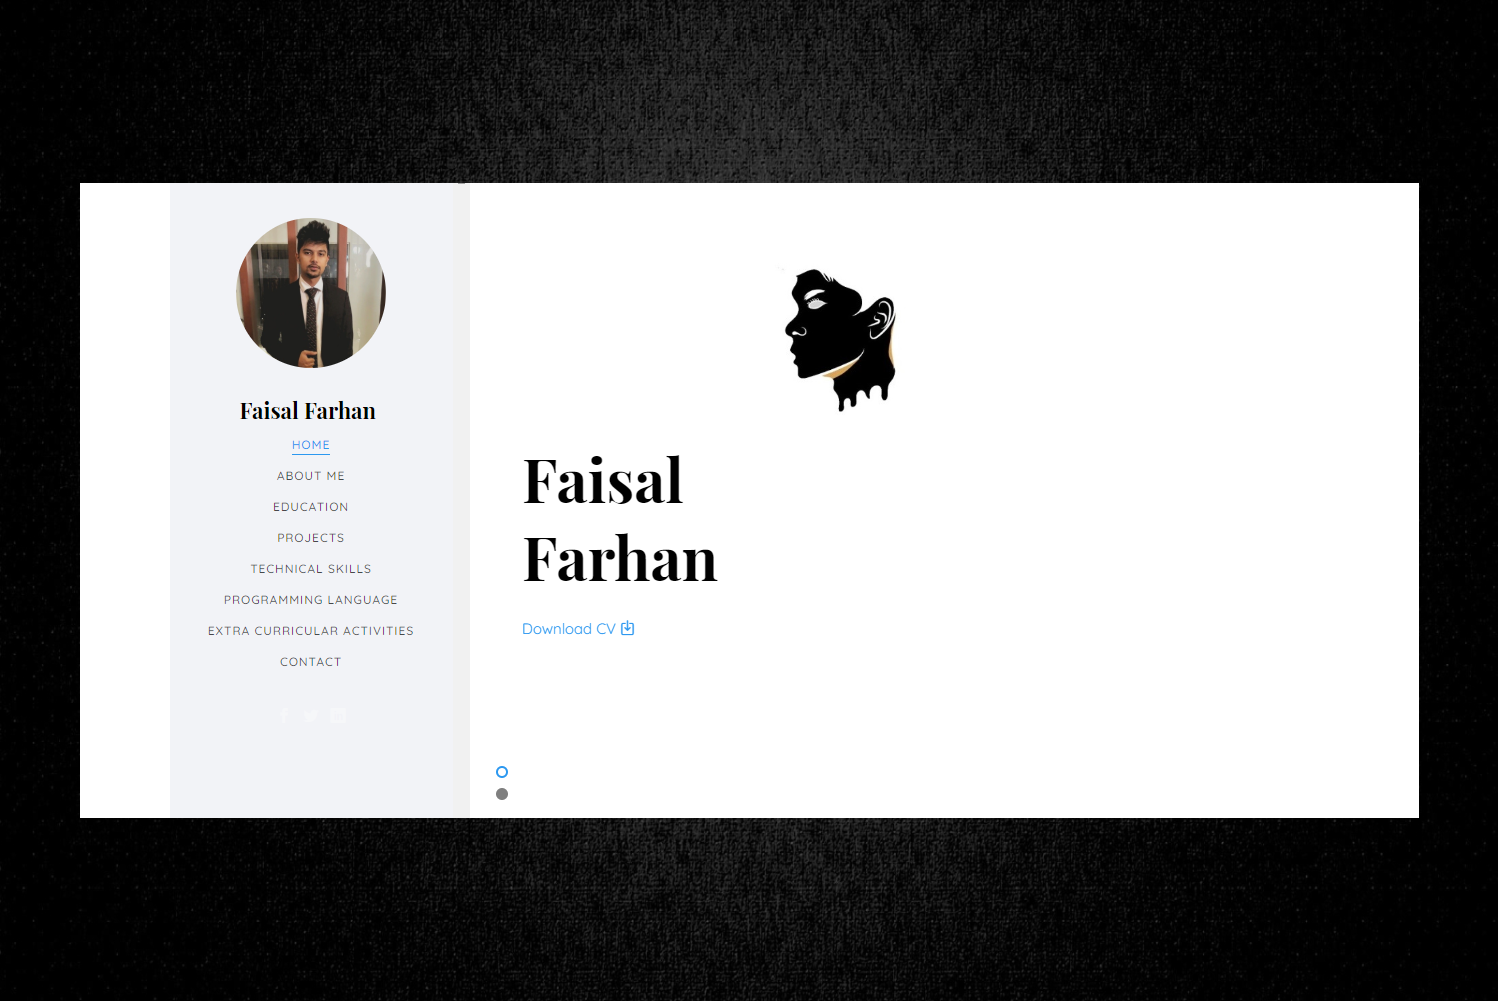 Faisal Farhan
HOME
ABOUT ME
EDUCATION
PROJECTS
TECHNICAL SKILLS
PROGRAMMING LANGUAGE
EXTRA CURRICULAR ACTIVITIES
CONTACT
Faisal
Farhan
Download CV